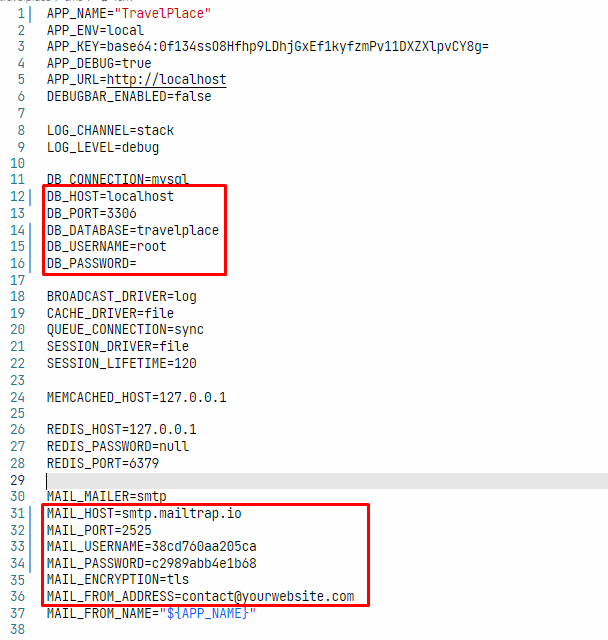 1 APP_NAME="TravelPlace"
2 APP_ENV=local
3 APP_KEY=base64:0f134ssO8Hfhp9LDhjGxEf1kyfzmPv11DXZXlpvCY8g=
4 APP_DEBUG=true
5 APP_URL=http://localhost
6 DEBUGBAR_ENABLED=false
7
8 LOG_CHANNEL=stack
9 LOG_LEVEL=debug
10
11 DB_CONNECTION=mysql
12 DB_HOST=localhost
13 DB_PORT=3306
14 DB_DATABASE=travelplace
15 DB_USERNAME=root
16 DB_PASSWORD=
17
18 BROADCAST_DRIVER=log
19 CACHE_DRIVER=file
20 QUEUE_CONNECTION=sync
21 SESSION_DRIVER=file
22 SESSION_LIFETIME=120
23
24 MEMCACHED_HOST=127.0.0.1
25
26 REDIS_HOST=127.0.0.1
27 REDIS_PASSWORD=null
28 REDIS_PORT=6379
29
30 MAIL_MAILER=smtp
31 MAIL_HOST=smtp.mailtrap.io
32 MAIL_PORT=2525
33 MAIL_USERNAME=38cd760aa205ca
34 MAIL_PASSWORD=c2989abb4e1b68
35 MAIL_ENCRYPTION=tls
36 MAIL_FROM_ADDRESS=contact@yourwebsite.com
37 MAIL_FROM_NAME="${APP_NAME}"
38